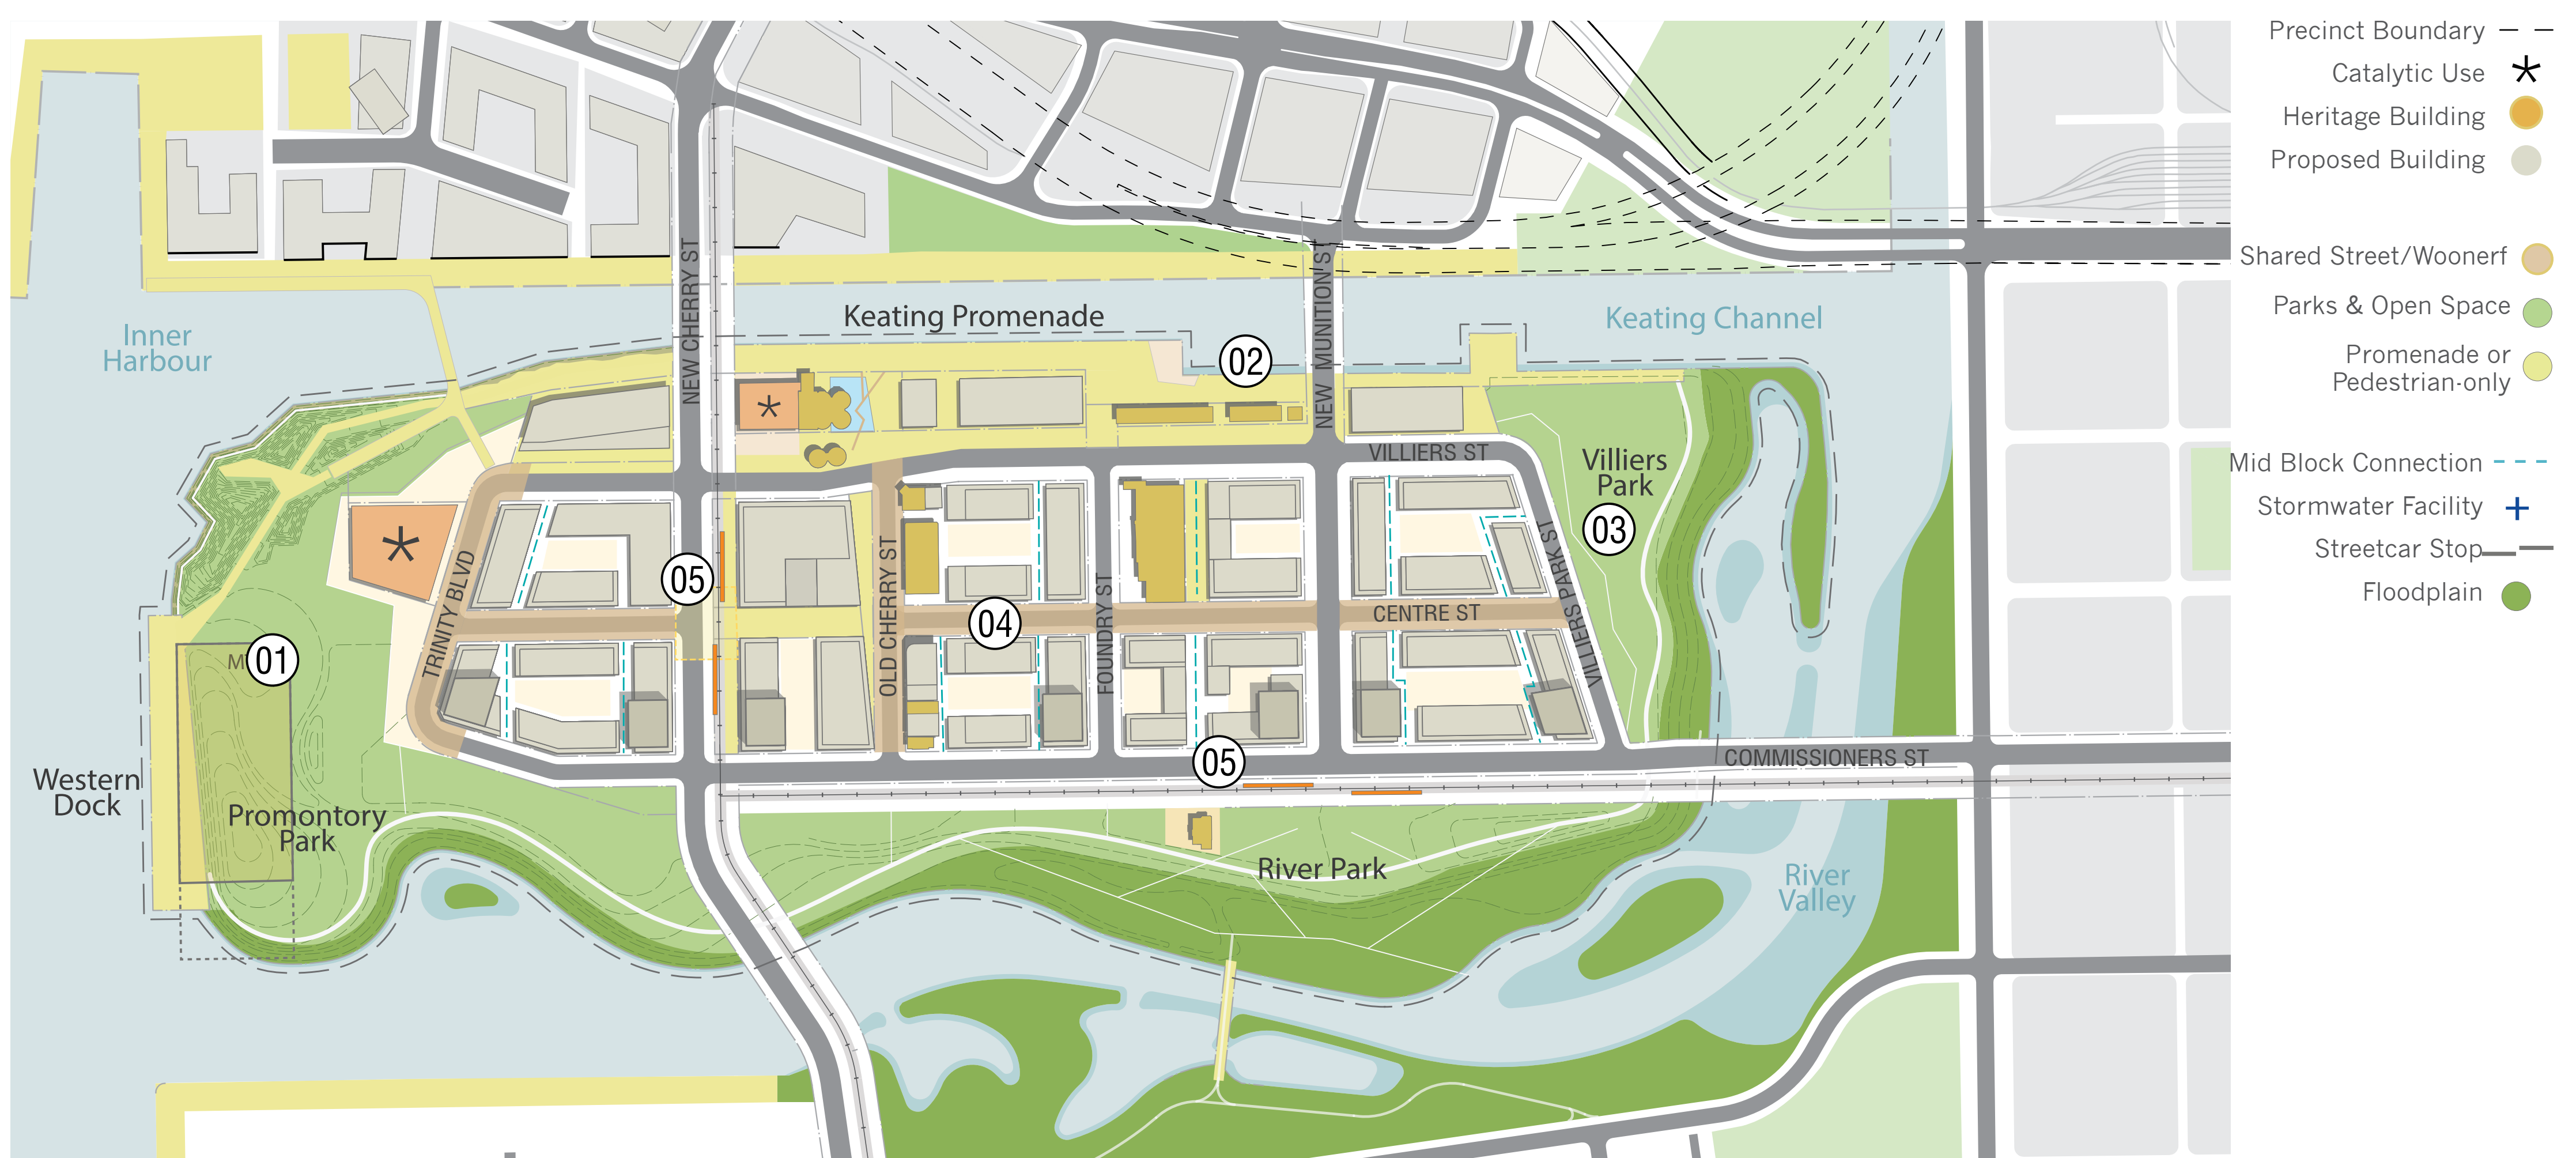 Precinct Boundary
Catalytic Use
*
Heritage Building
Proposed Building
Shared Street/Woonerf
Parks & Open Space
Promenade or
Pedestrian-only
Mid Block Connection
Stormwater Facility
+
Streetcar Stop
Floodplain
Inner
Harbour
Keating Promenade
Keating Channel
NEW CHERRY ST
NEW MUNITION ST
02
*
VILLIERS ST
Villiers
Park
03
*
05
TRINITY BLVD
OLD CHERRY ST
04
FOUNDRY ST
CENTRE ST
VILLIERS PARK ST
M
01
05
COMMISSIONERS ST
Western
Dock
Promontory
Park
River Park
River
Valley